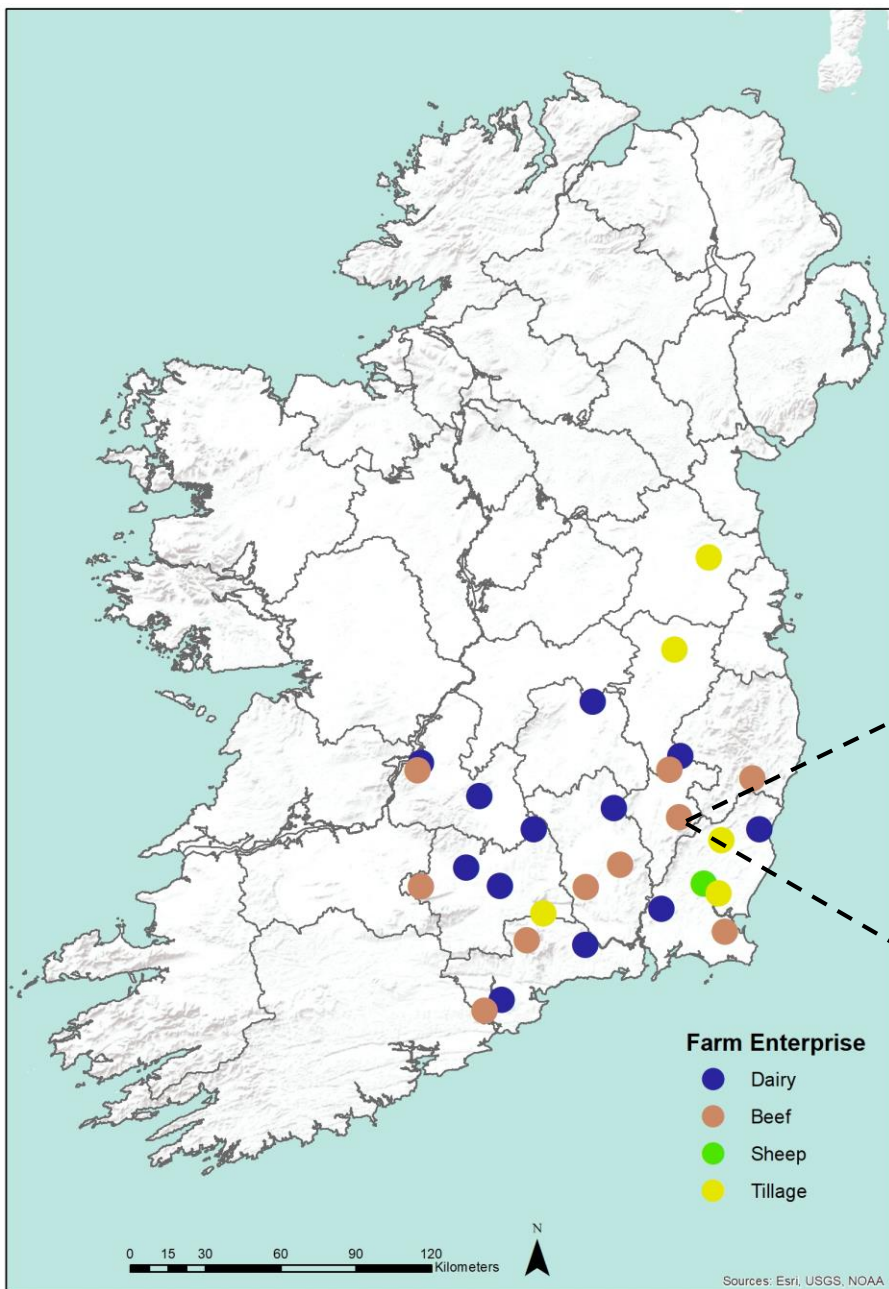 Farm Enterprise
Dairy
Beef
Sheep
Tillage
N
0 15 30 60 90 120
Kilometers
Sources: Esri, USGS, NOAA